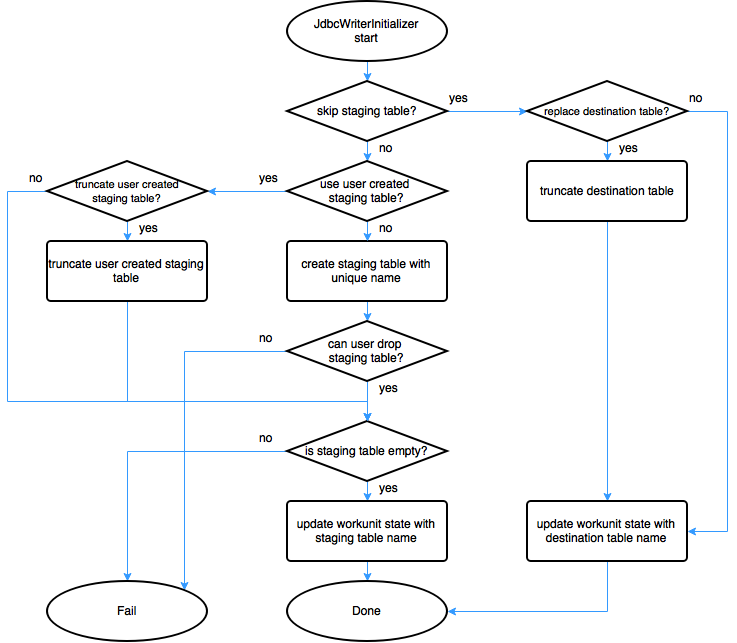 JdbcWriterInitializer
start
skip staging table?
yes
replace destination table?
no
no
yes
truncate user created
staging table?
no
yes
use user created
staging table?
truncate destination table
yes
no
truncate user created staging
table
create staging table with
unique name
no
can user drop
staging table?
yes
no
is staging table empty?
yes
update workunit state with
staging table name
update workunit state with
destination table name
Fail
Done